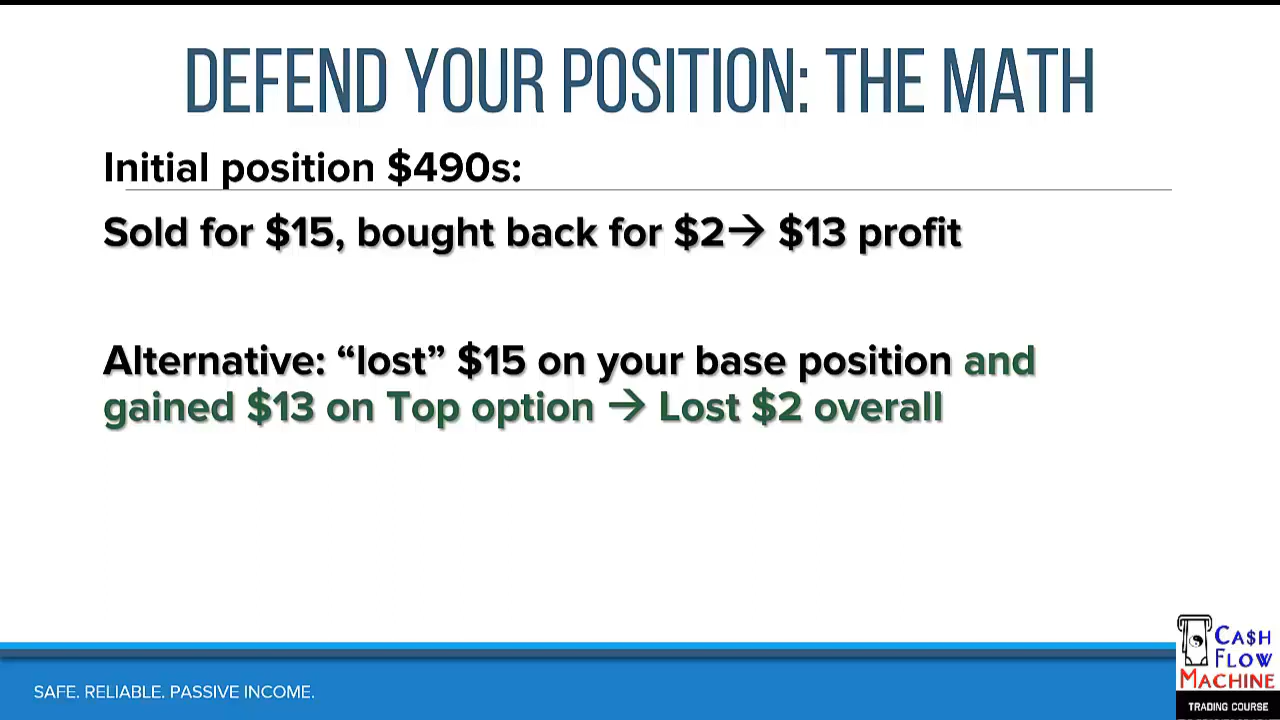 DEFEND YOUR POSITION: THE MATH
Initial position $490s:
Sold for $15, bought back for $2→ $13 profit
Alternative: “lost” $15 on your base position and
gained $13 on Top option → Lost $2 overall
SAFE. RELIABLE. PASSIVE INCOME.
CA$H
FLOW
MACHINE
TRADING COURSE